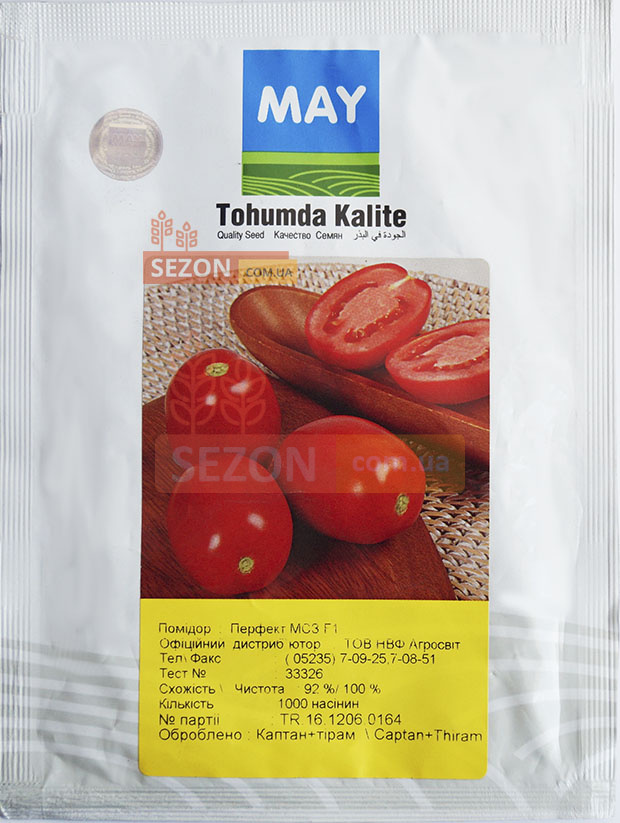 MAY
Tohumda Kalite
Quality Seed Качество Семян الجودة في البذر
SEZON .COM.UA
SEZON .com.ua
Помідор : Перфект МСЗ F1
Офіційний дистриб'ютор ТОВ НВФ Агросвіт
Тел\ Факс : ( 05235) 7-09-25,7-08-51
Тест № 33326
Схожість \ Чистота 92 %/ 100 %
Кількість 1000 насінин
№ партії : TR.16.1206.0164
Оброблено : Каптан+тірам \ Captan+Thiram